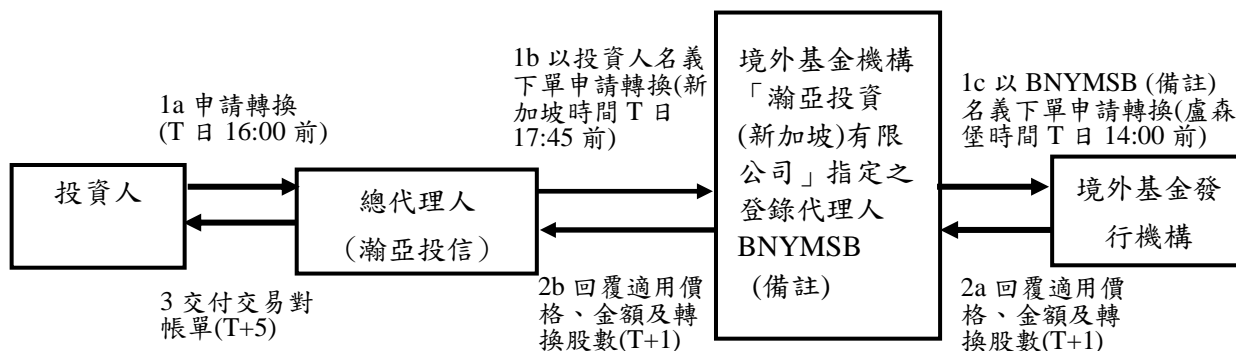 1a 申請轉換
(T 日 16:00 前)
1b 以投資人名義
下單申請轉換(新
加坡時間 T 日
17:45 前)
境外基金機構
「瀚亞投資
(新加坡)有限
公司」指定之
登錄代理人
BNYMSB
(備註)
1c 以 BNYMSB (備註)
名義下單申請轉換(盧森
堡時間 T 日 14:00 前)
投資人
總代理人
（瀚亞投信）
境外基金發
行機構
3 交付交易對
帳單(T+5)
2b 回覆適用價
格、金額及轉
換股數(T+1)
2a 回覆適用價
格、金額及轉
換股數(T+1)